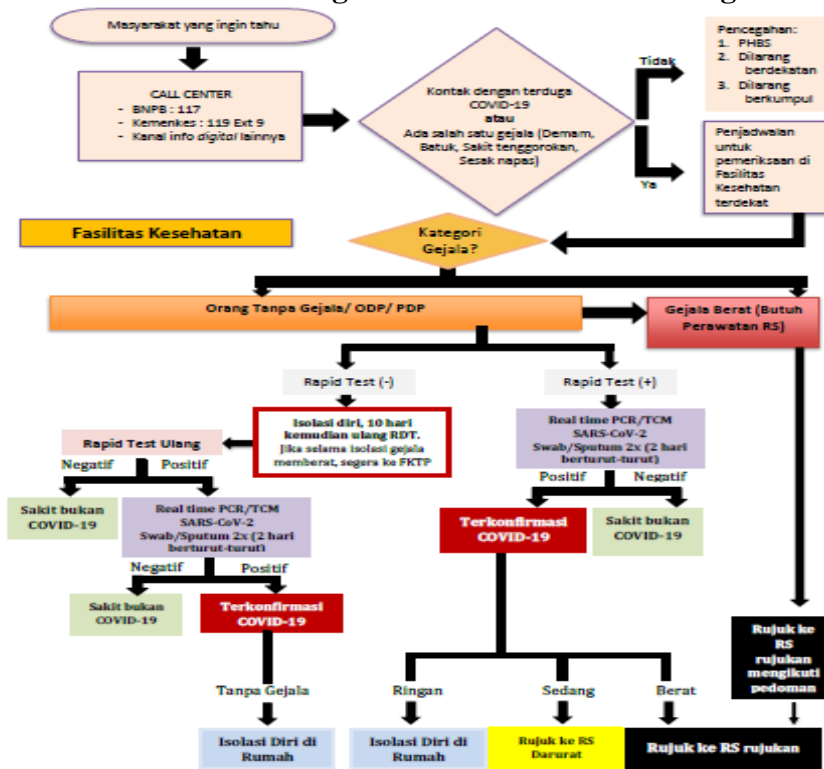 Masyarakat yang ingin tahu
CALL CENTER
- BNPB : 117
- Kemenkes : 119 Ext 9
- Kanal info digital lainnya
Kontak dengan terduga
COVID-19
atau
Ada salah satu gejala (Demam,
Batuk, Sakit tenggorokan,
Sesak napas)
Tidak
Ya
Pencegahan:
1. PHBS
2. Dilarang
berdekatan
3. Dilarang
berkumpul
Penjadwalan
untuk
pemeriksaan di
Fasilitas
Kesehatan
terdekat
Fasilitas Kesehatan
Kategori
Gejala?
Orang Tanpa Gejala/ ODP/ PDP
Gejala Berat (Butuh
Perawatan RS)
Rapid Test (-)
Rapid Test (+)
Isolasi diri, 10 hari
kemudian ulang RDT.
Jika selama isolasi gejala
memberat, segera ke FKTP
Real time PCR/TCM
SARS-CoV-2
Swab/Sputum 2x (2 hari
berturut-turut)
Rapid Test Ulang
Negatif
Positif
Positif
Negatif
Sakit bukan
COVID-19
Real time PCR/TCM
SARS-CoV-2
Swab/Sputum 2x (2 hari
berturut-turut)
Terkonfirmasi
COVID-19
Sakit bukan
COVID-19
Negatif
Positif
Sakit bukan
COVID-19
Terkonfirmasi
COVID-19
Rujuk ke
RS
rujukan
mengikuti
pedoman
Tanpa Gejala
Ringan
Sedang
Berat
Isolasi Diri di
Rumah
Isolasi Diri di
Rumah
Rujuk ke RS
Darurat
Rujuk ke RS rujukan